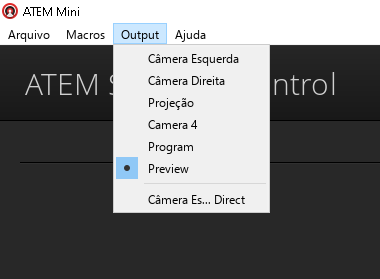 ATEM Mini
Arquivo Macros Output Ajuda
Câmera Esquerda
Câmera Direita
Projeção
Camera 4
Program
Preview
Câmera Es... Direct
ATEM S ntrol